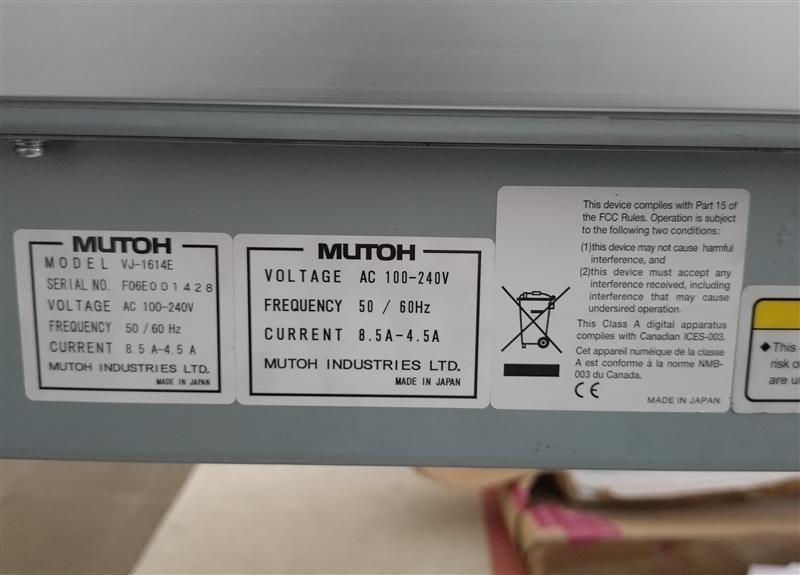 MUTOH
MODEL VJ-1614E
SERIAL NO. F06E001428
VOLTAGE AC 100-240V
FREQUENCY 50 / 60 Hz
CURRENT 8.5 A-4.5 A
MUTOH INDUSTRIES LTD.
MADE IN JAPAN
MUTOH
VOLTAGE AC 100-240V
FREQUENCY 50 / 60Hz
CURRENT 8.5A-4.5A
MUTOH INDUSTRIES LTD.
MADE IN JAPAN
This device complies with Part 15 of
the FCC Rules. Operation is subject
to the following two conditions:
(1)this device may not cause harmful
interference, and
(2)this device must accept any
interference received, including
interference that may cause
undersired operation.
This Class A digital apparatus
complies with Canadian ICES-003.
Cet appareil numéique de la classe
A est conforme à la norme NMB-
003 du Canada.
CE
MADE IN JAPAN
◆This
risk o
are u